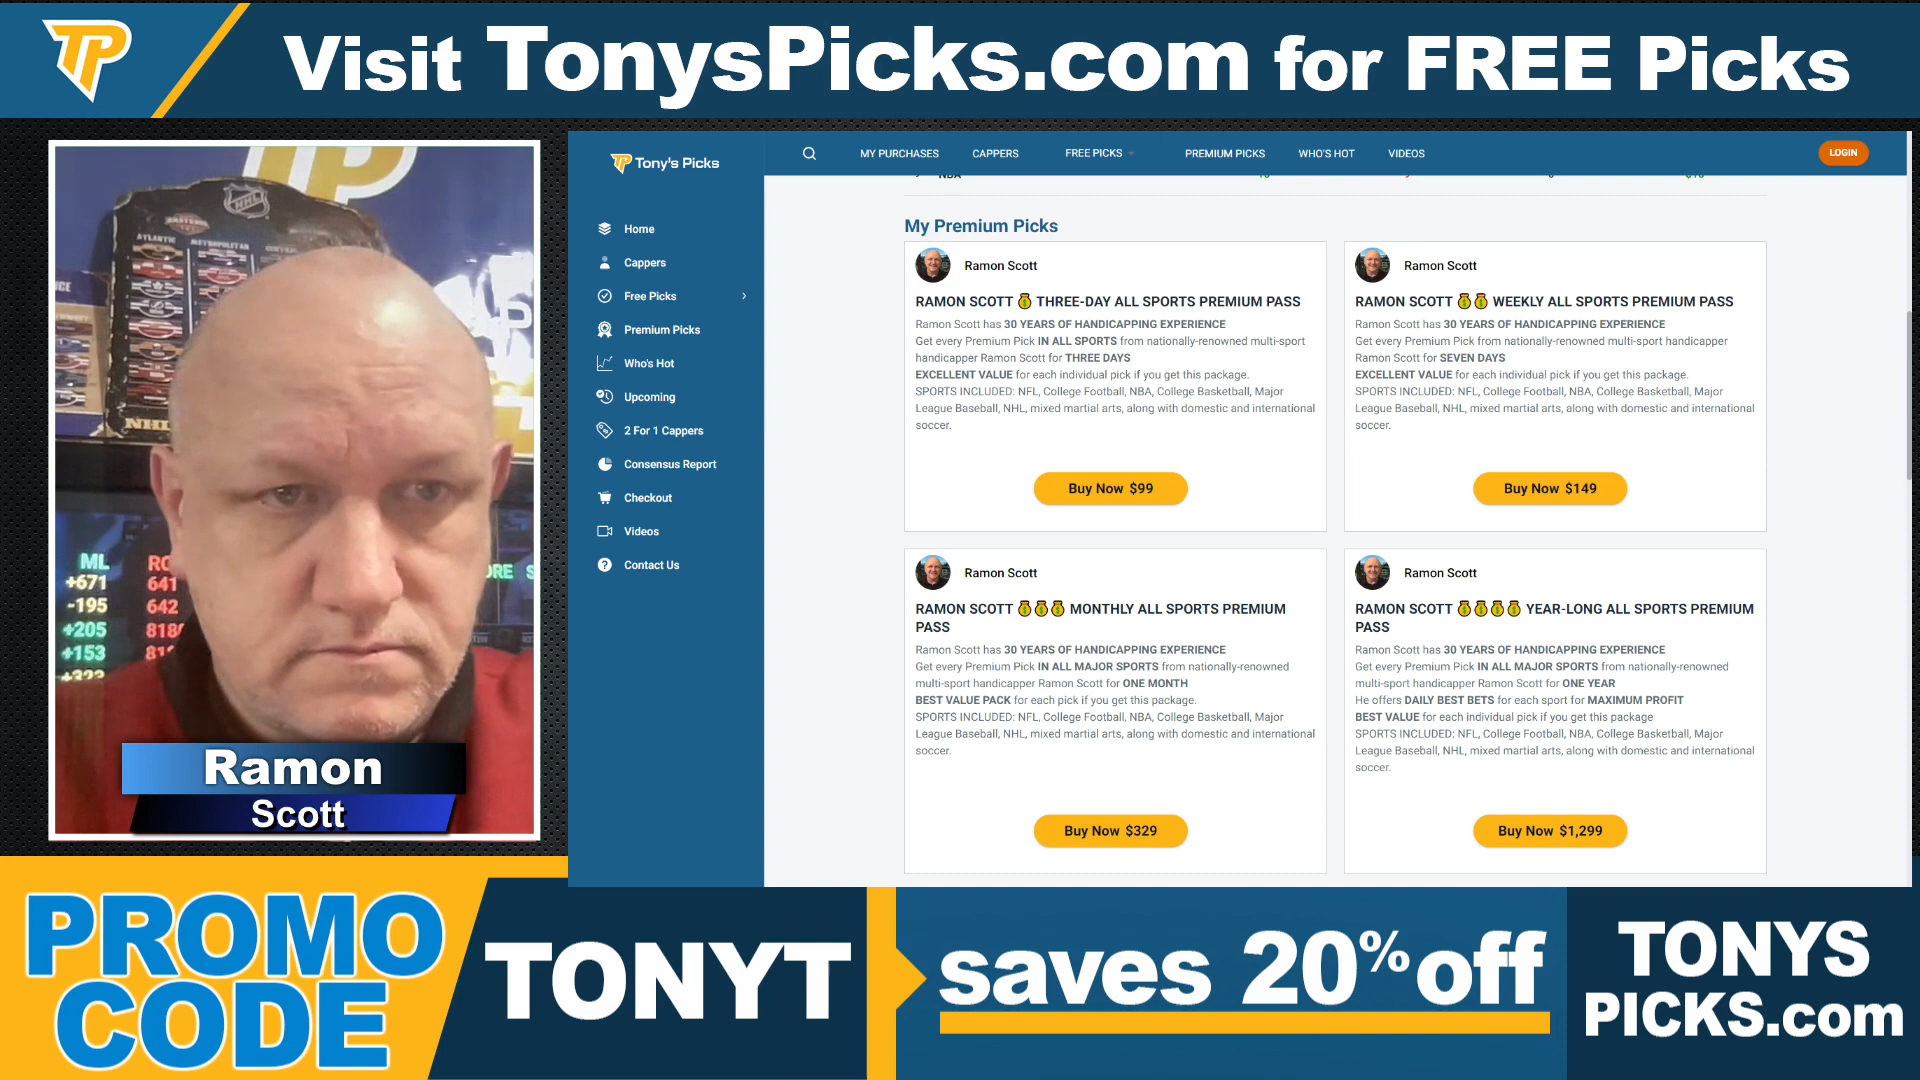 TP
Visit TonysPicks.com for FREE Picks
TP Tony's Picks
MY PURCHASES
CAPPERS
FREE PICKS
PREMIUM PICKS
WHO'S HOT
VIDEOS
LOGIN
Home
Cappers
Free Picks
Premium Picks
Who's Hot
Upcoming
2 For 1 Cappers
Consensus Report
Checkout
Videos
Contact Us
My Premium Picks
Ramon Scott
RAMON SCOTT 💰 THREE-DAY ALL SPORTS PREMIUM PASS
Ramon Scott has 30 YEARS OF HANDICAPPING EXPERIENCE
Get every Premium Pick IN ALL SPORTS from nationally-renowned multi-sport
handicapper Ramon Scott for THREE DAYS
EXCELLENT VALUE for each individual pick if you get this package.
SPORTS INCLUDED: NFL, College Football, NBA, College Basketball, Major
League Baseball, NHL, mixed martial arts, along with domestic and international
soccer.
Buy Now $99
Ramon Scott
RAMON SCOTT 💰💰 WEEKLY ALL SPORTS PREMIUM PASS
Ramon Scott has 30 YEARS OF HANDICAPPING EXPERIENCE
Get every Premium Pick from nationally-renowned multi-sport handicapper
Ramon Scott for SEVEN DAYS
EXCELLENT VALUE for each individual pick if you get this package.
SPORTS INCLUDED: NFL, College Football, NBA, College Basketball, Major
League Baseball, NHL, mixed martial arts, along with domestic and international
soccer.
Buy Now $149
Ramon Scott
RAMON SCOTT 💰💰💰 MONTHLY ALL SPORTS PREMIUM
PASS
Ramon Scott has 30 YEARS OF HANDICAPPING EXPERIENCE
Get every Premium Pick IN ALL MAJOR SPORTS from nationally-renowned
multi-sport handicapper Ramon Scott for ONE MONTH
BEST VALUE PACK for each pick if you get this package.
SPORTS INCLUDED: NFL, College Football, NBA, College Basketball, Major
League Baseball, NHL, mixed martial arts, along with domestic and international
soccer.
Buy Now $329
Ramon Scott
RAMON SCOTT 💰💰💰💰 YEAR-LONG ALL SPORTS PREMIUM
PASS
Ramon Scott has 30 YEARS OF HANDICAPPING EXPERIENCE
Get every Premium Pick IN ALL MAJOR SPORTS from nationally-renowned
multi-sport handicapper Ramon Scott for ONE YEAR
He offers DAILY BEST BETS for each sport for MAXIMUM PROFIT
BEST VALUE for each individual pick if you get this package
SPORTS INCLUDED: NFL, College Football, NBA, College Basketball, Major
League Baseball, NHL, mixed martial arts, along with domestic and international
soccer.
Buy Now $1,299
NHL
ATLANTIC
METROPOLITAN
NHL
ML
+671 641
-195 642
+205
+153
Ramon
Scott
PROMO
CODE
TONYT
saves 20% off
TONYS
PICKS.com